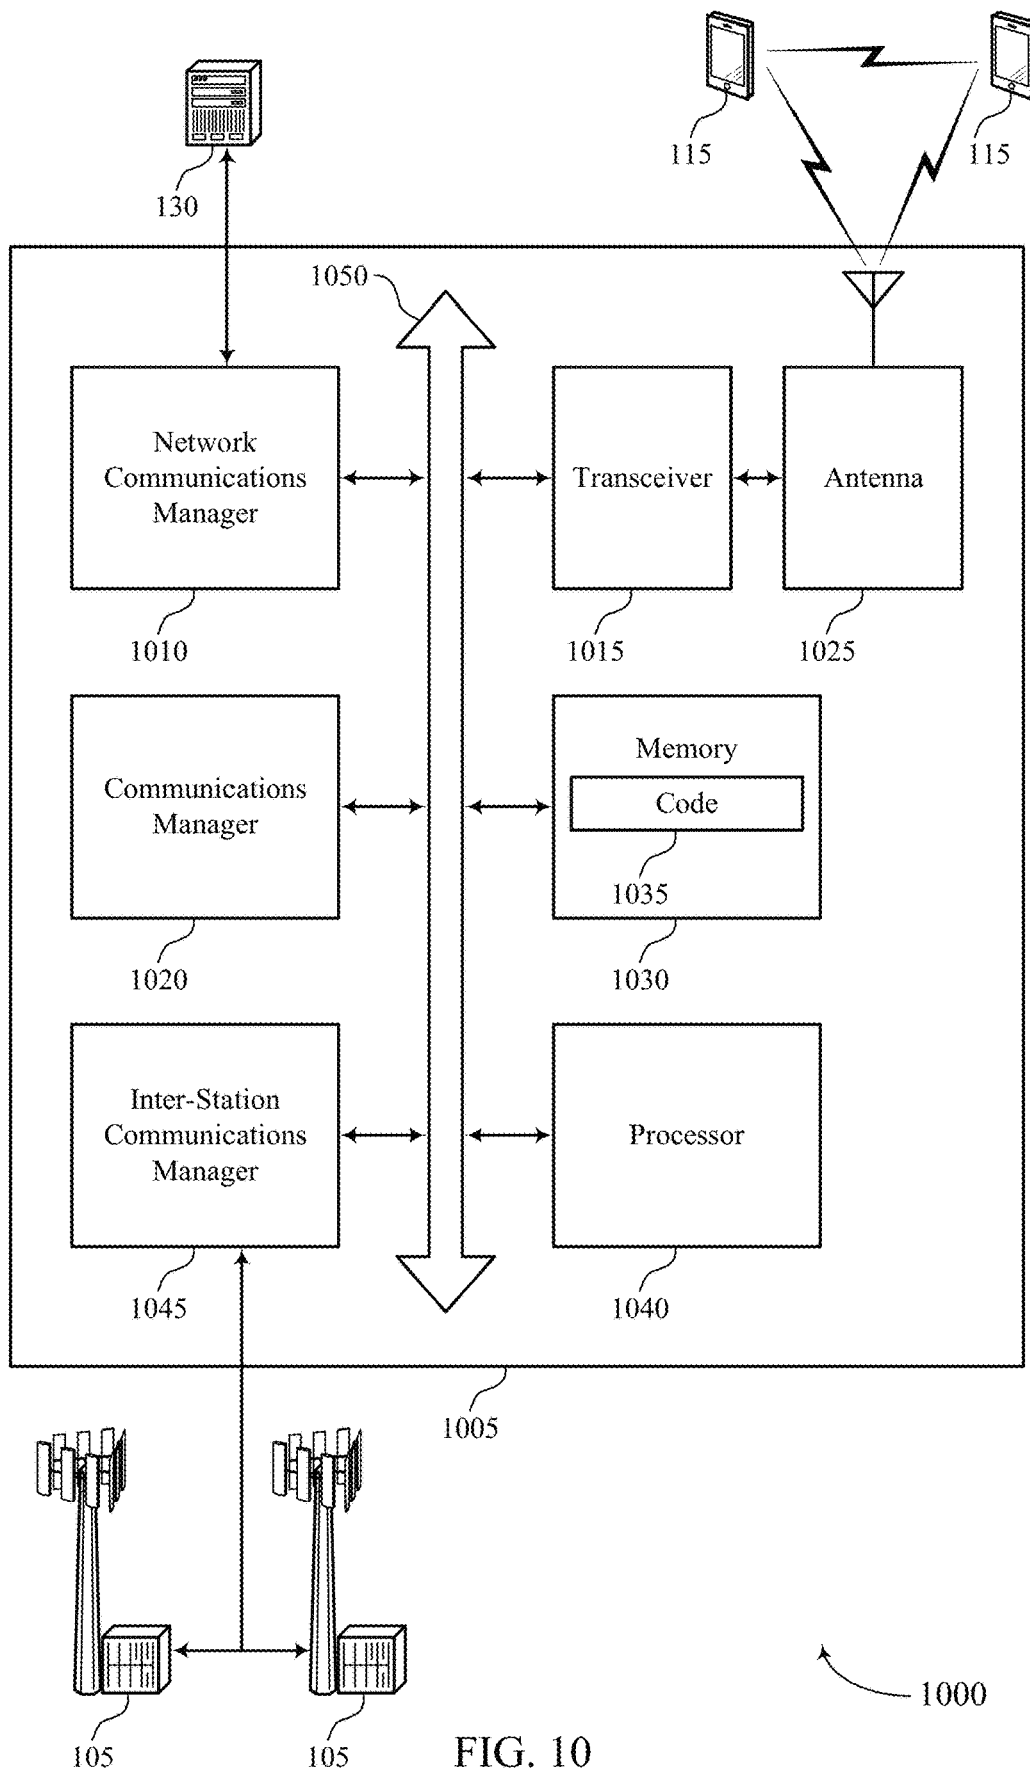 115
115
130
1050
Network
Communications
Manager
Transceiver
Antenna
1010
1015
1025
Communications
Manager
Memory
Code
1035
1020
1030
Inter-Station
Communications
Manager
Processor
1045
1040
1005
1000
105
105
FIG. 10